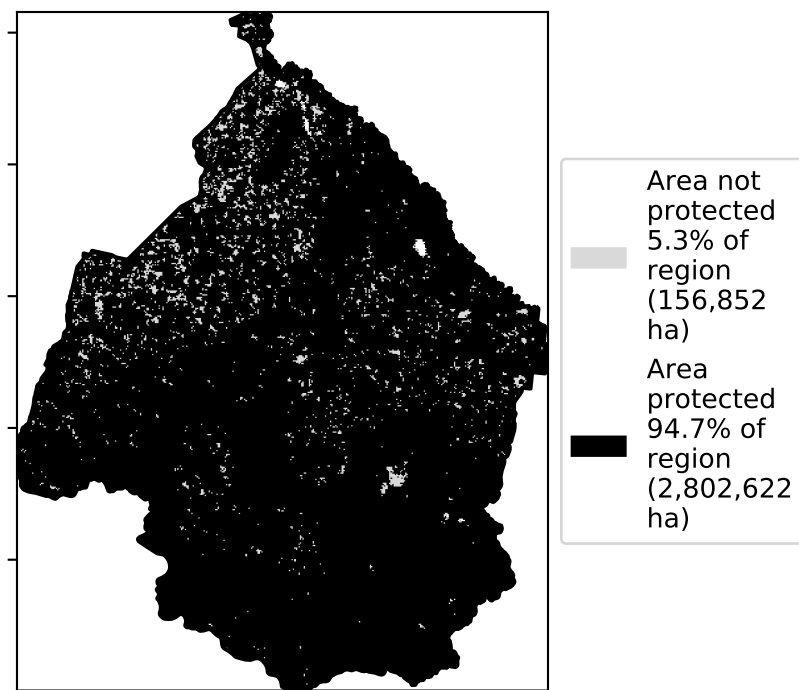 Area not
protected
5.3% of
region
(156,852
ha)
Area
protected
94.7% of
region
(2,802,622
ha)